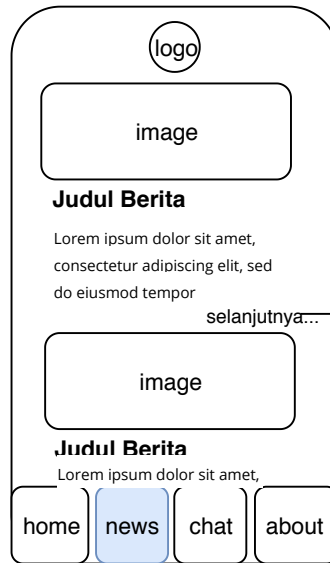 logo
image
Judul Berita
Lorem ipsum dolor sit amet,
consectetur adipiscing elit, sed
do eiusmod tempor
selanjutnya...
image
Judul Berita
Lorem ipsum dolor sit amet,
home news chat about